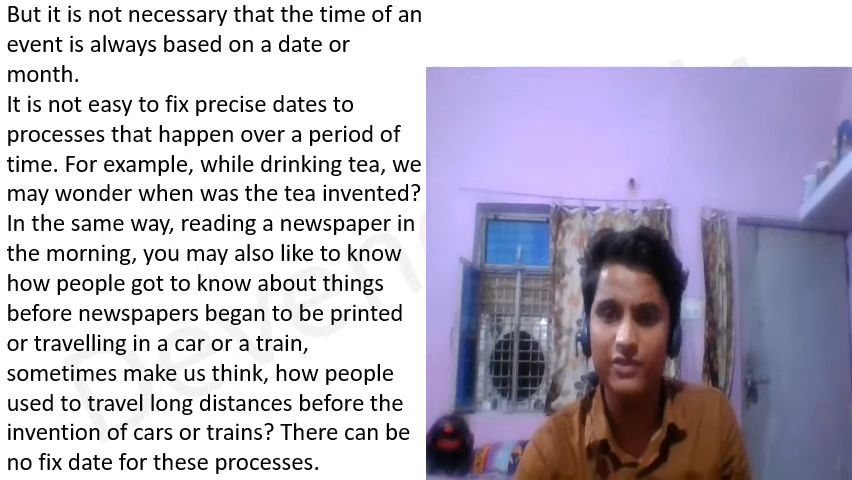 But it is not necessary that the time of an
event is always based on a date or
month.
It is not easy to fix precise dates to
processes that happen over a period of
time. For example, while drinking tea, we
may wonder when was the tea invented?
In the same way, reading a newspaper in
the morning, you may also like to know
how people got to know about things
before newspapers began to be printed
or travelling in a car or a train,
sometimes make us think, how people
used to travel long distances before the
invention of cars or trains? There can be
no fix date for these processes.